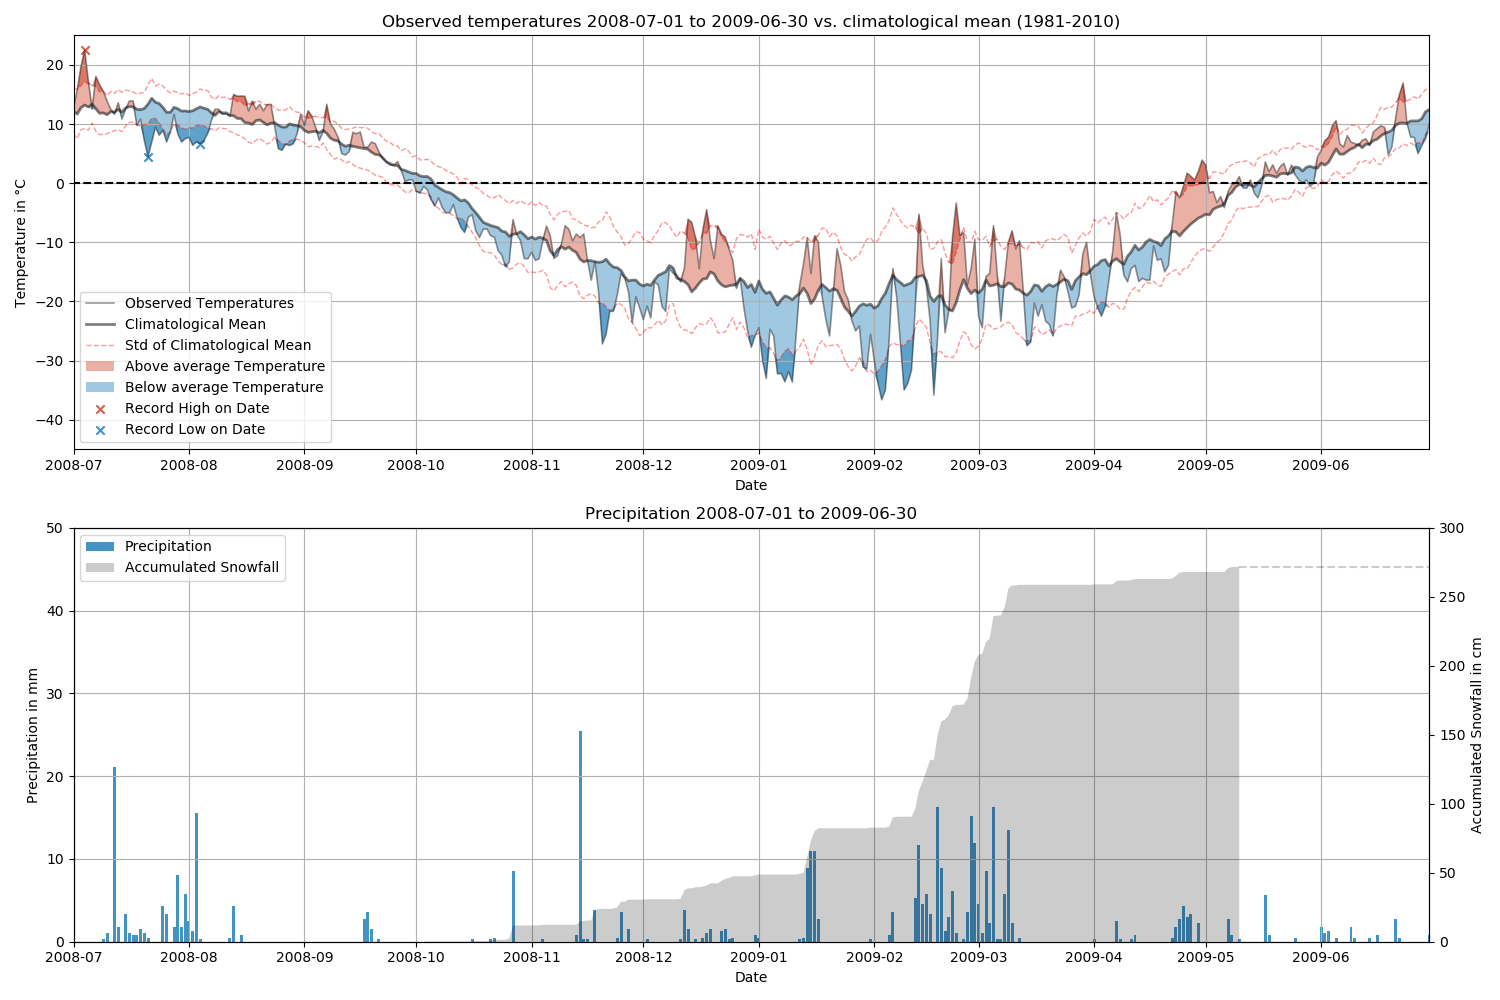 Observed temperatures 2008-07-01 to 2009-06-30 vs. climatological mean (1981-2010)
20
10
0
−10
−20
−30
−40
Temperature in °C
Observed Temperatures
Climatological Mean
Std of Climatological Mean
Above average Temperature
Below average Temperature
Record High on Date
Record Low on Date
2008-07 2008-08 2008-09 2008-10 2008-11 2008-12 2009-01 2009-02 2009-03 2009-04 2009-05 2009-06
Date
Precipitation 2008-07-01 to 2009-06-30
50
40
30
20
10
0
Precipitation in mm
Precipitation
Accumulated Snowfall
300
250
200
150
100
50
0
Accumulated Snowfall in cm
2008-07 2008-08 2008-09 2008-10 2008-11 2008-12 2009-01 2009-02 2009-03 2009-04 2009-05 2009-06
Date